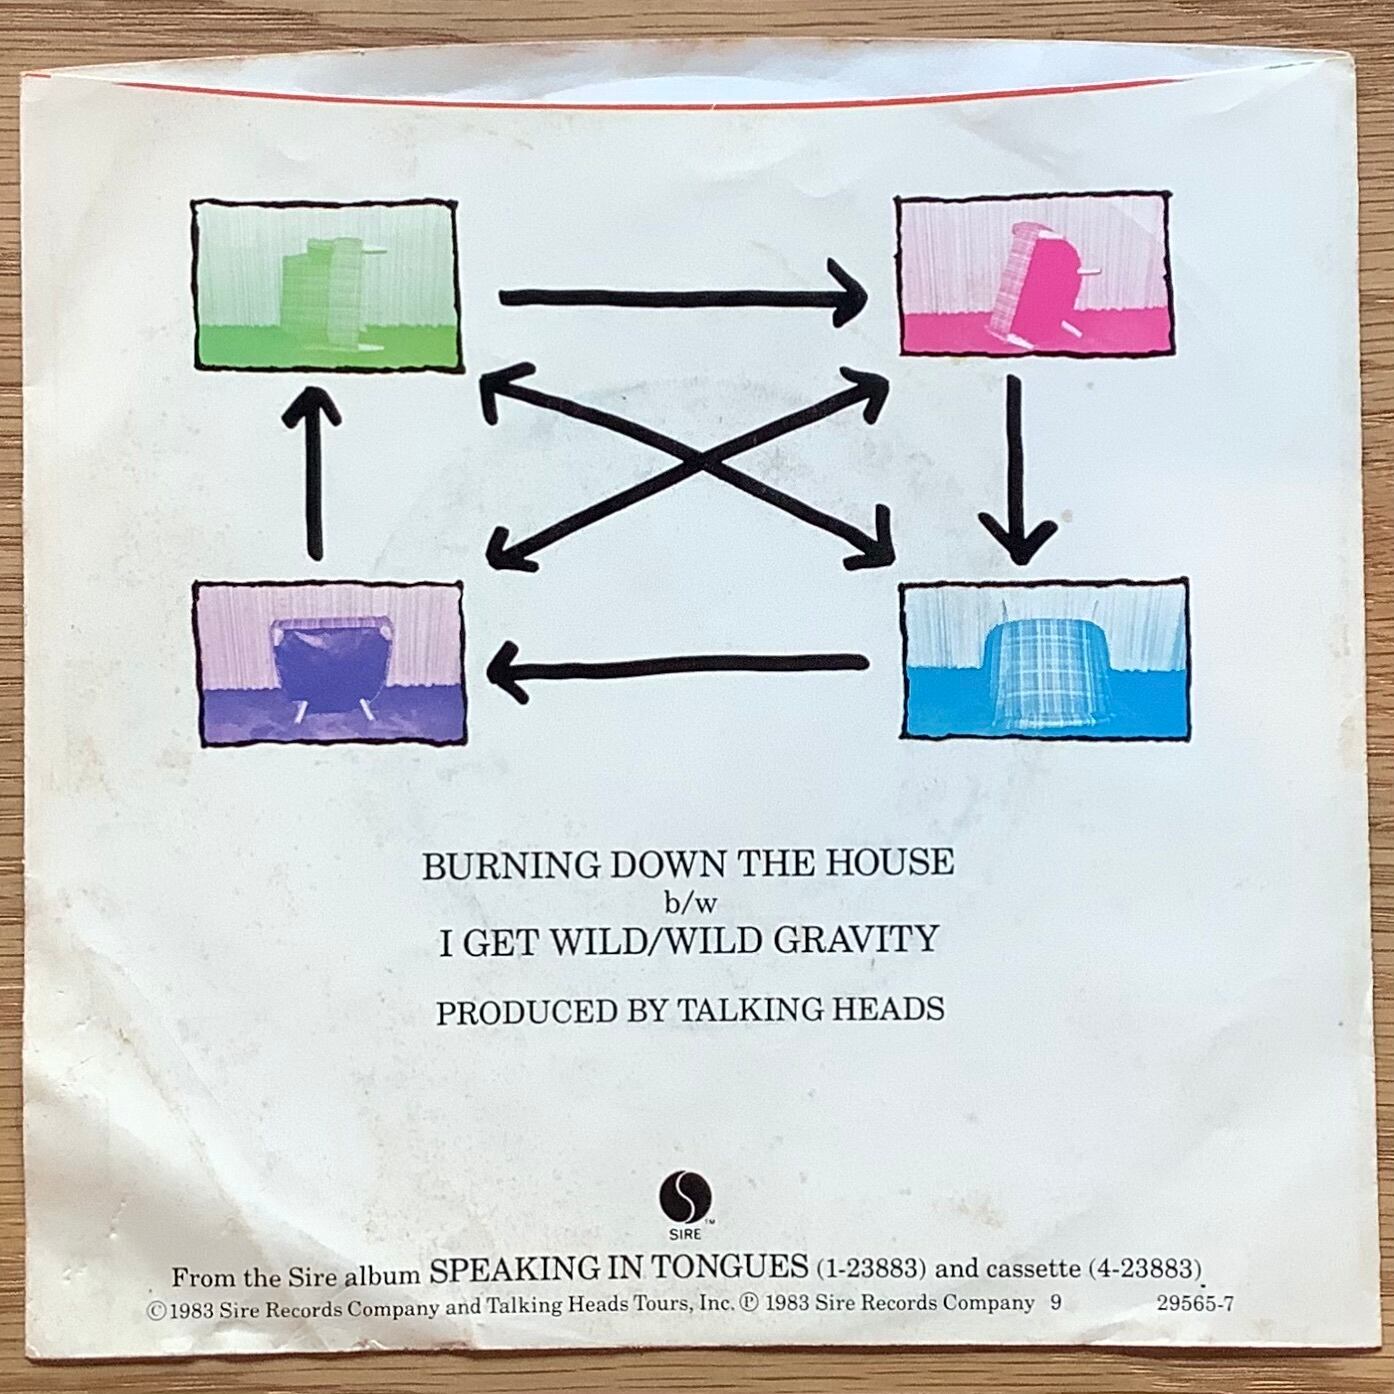 BURNING DOWN THE HOUSE
b/w
I GET WILD/WILD GRAVITY
PRODUCED BY TALKING HEADS
TM
SIRE
From the Sire album SPEAKING IN TONGUES (1-23883) and cassette (4-23883).
©1983 Sire Records Company and Talking Heads Tours, Inc. ℗ 1983 Sire Records Company 9 29565-7